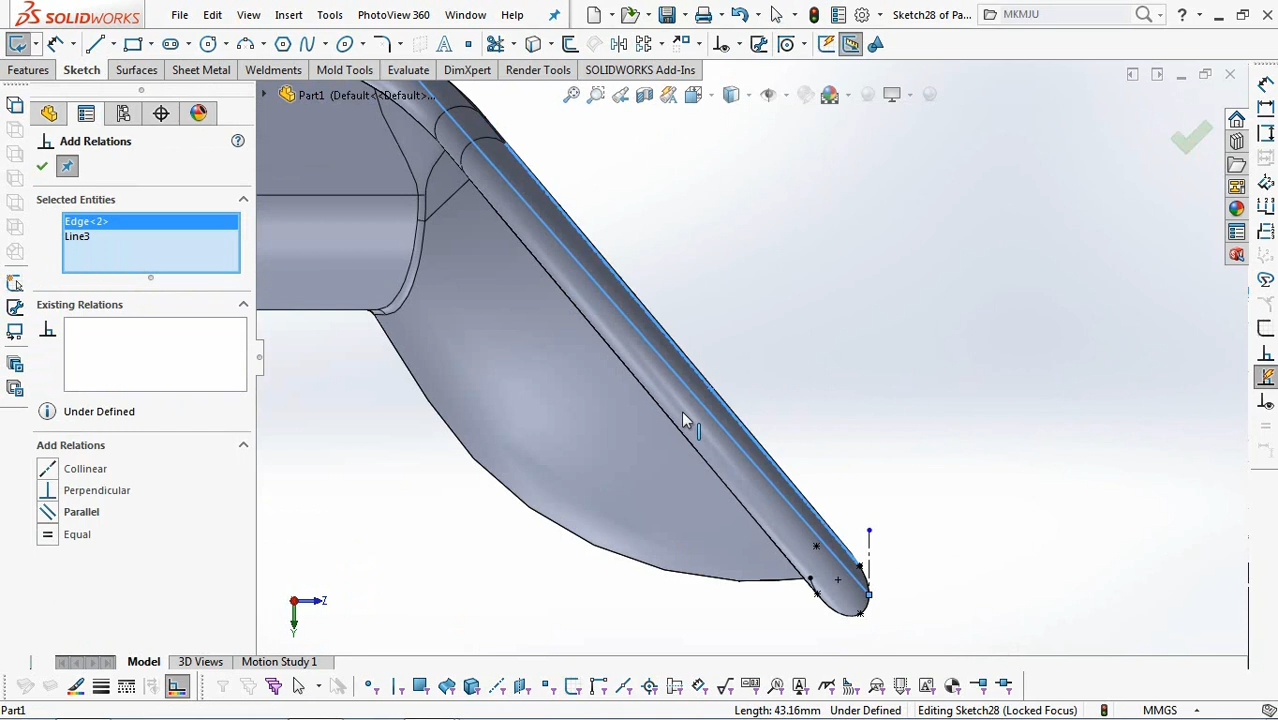 SOLIDWORKS File Edit View Insert Tools PhotoView 360 Window Help Sketch28 of Pa... MKMJU ?
Features Sketch Surfaces Sheet Metal Weldments Mold Tools Evaluate DimXpert Render Tools SOLIDWORKS Add-Ins
Part1 (Default<<Default>...
Add Relations
Selected Entities
Edge<2>
Line3
Existing Relations
Under Defined
Add Relations
Collinear
Perpendicular
Parallel
Equal
Z
Y
Model 3D Views Motion Study 1
Part1 Length: 43.16mm Under Defined Editing Sketch28 (Locked Focus) MMGS